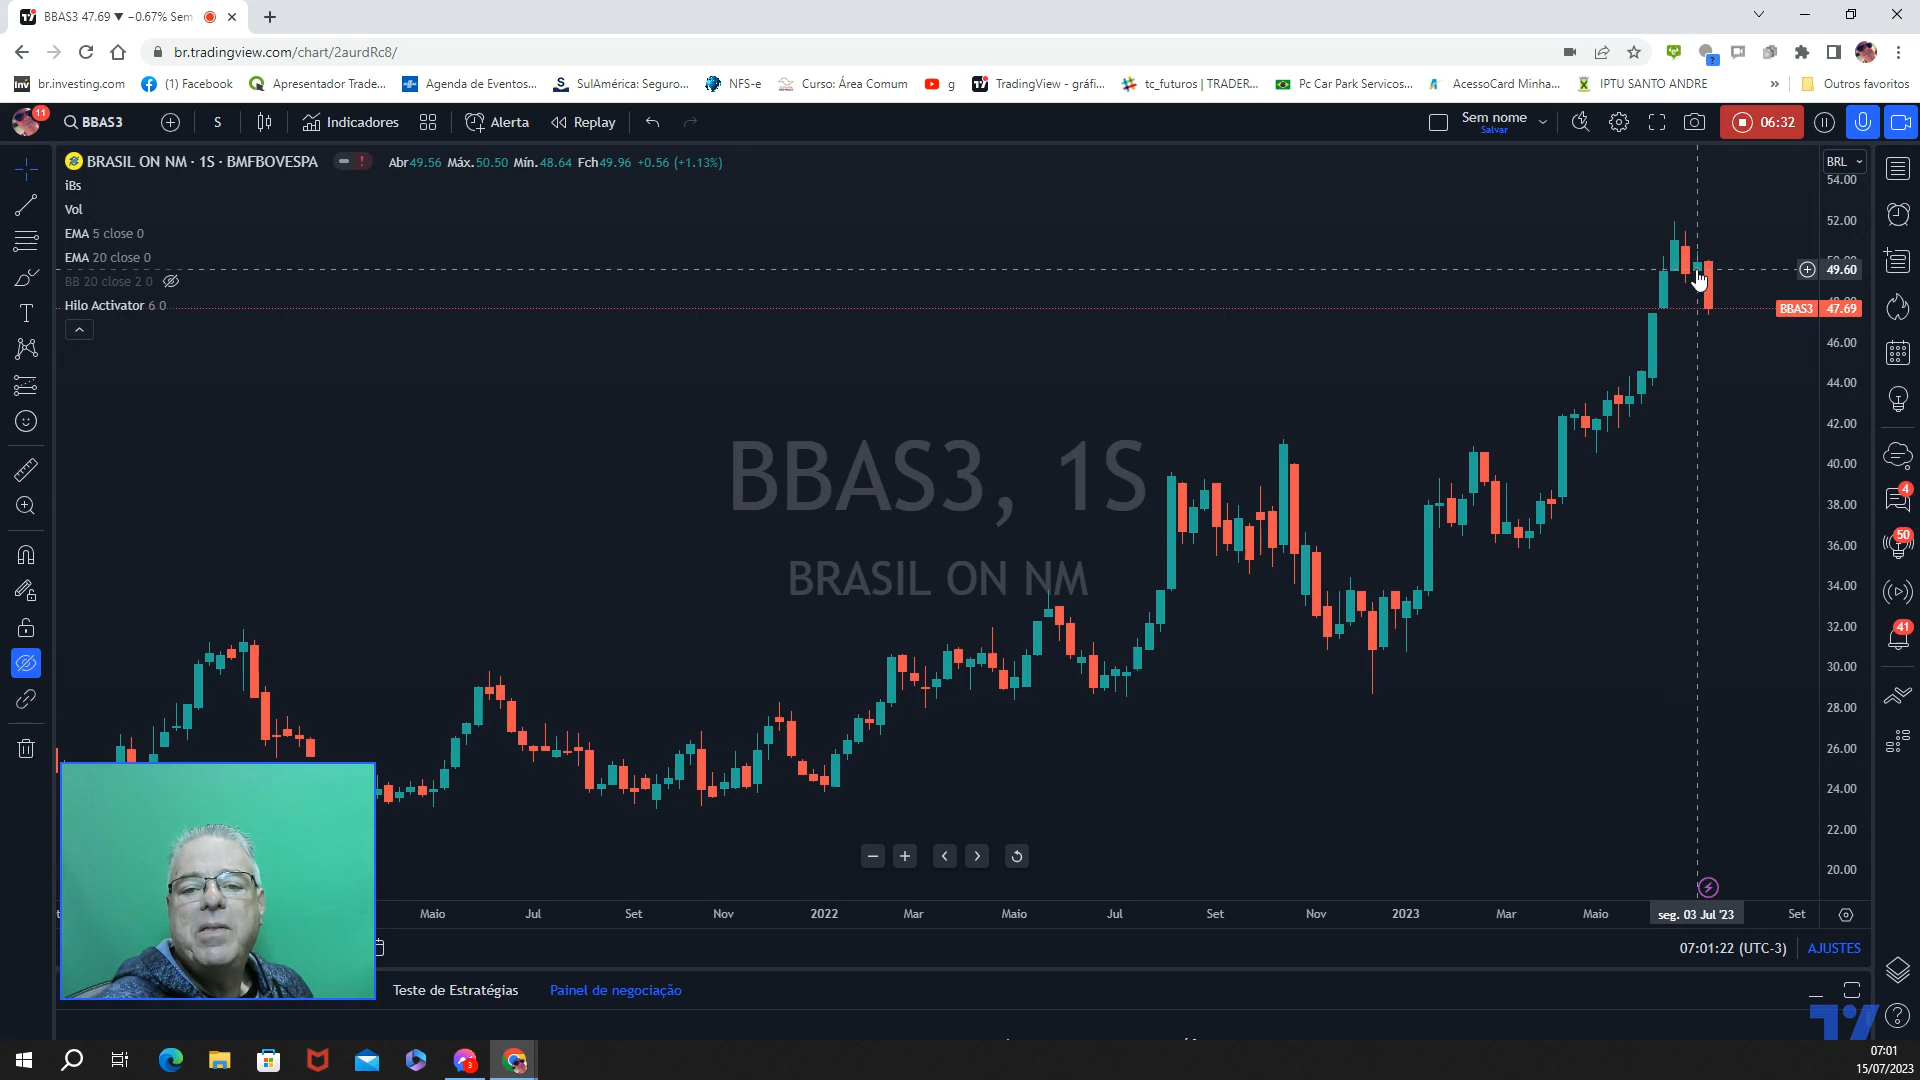 BBAS3 47.69 ▼ −0.67% Sem
br.tradingview.com/chart/2aurdRc8/
br.investing.com
(1) Facebook
Apresentador Trade...
Agenda de Eventos...
SulAmérica: Seguro...
NFS-e
Curso: Área Comum
g
TradingView - gráfi...
tc_futuros | TRADER...
Pc Car Park Servicos...
AcessoCard Minha...
IPTU SANTO ANDRE
»
Outros favoritos
11
BBAS3
S
Indicadores
Alerta
Replay
Sem nome
Salvar
06:32
BRASIL ON NM · 1S · BMFBOVESPA
Abr49.56 Máx.50.50 Mín.48.64 Fch49.96 +0.56 (+1.13%)
BRL
iBs
Vol
EMA 5 close 0
EMA 20 close 0
BB 20 close 2 0
Hilo Activator 6 0
54.00
52.00
49.60
BBAS3 47.69
46.00
44.00
42.00
40.00
38.00
36.00
34.00
32.00
30.00
28.00
26.00
24.00
22.00
20.00
BBAS3, 1S
BRASIL ON NM
4
50
41
Maio
Jul
Set
Nov
2022
Mar
Maio
Jul
Set
Nov
2023
Mar
Maio
seg. 03 Jul '23
Set
07:01:22 (UTC-3)
AJUSTES
Teste de Estratégias
Painel de negociação
3
07:01
15/07/2023